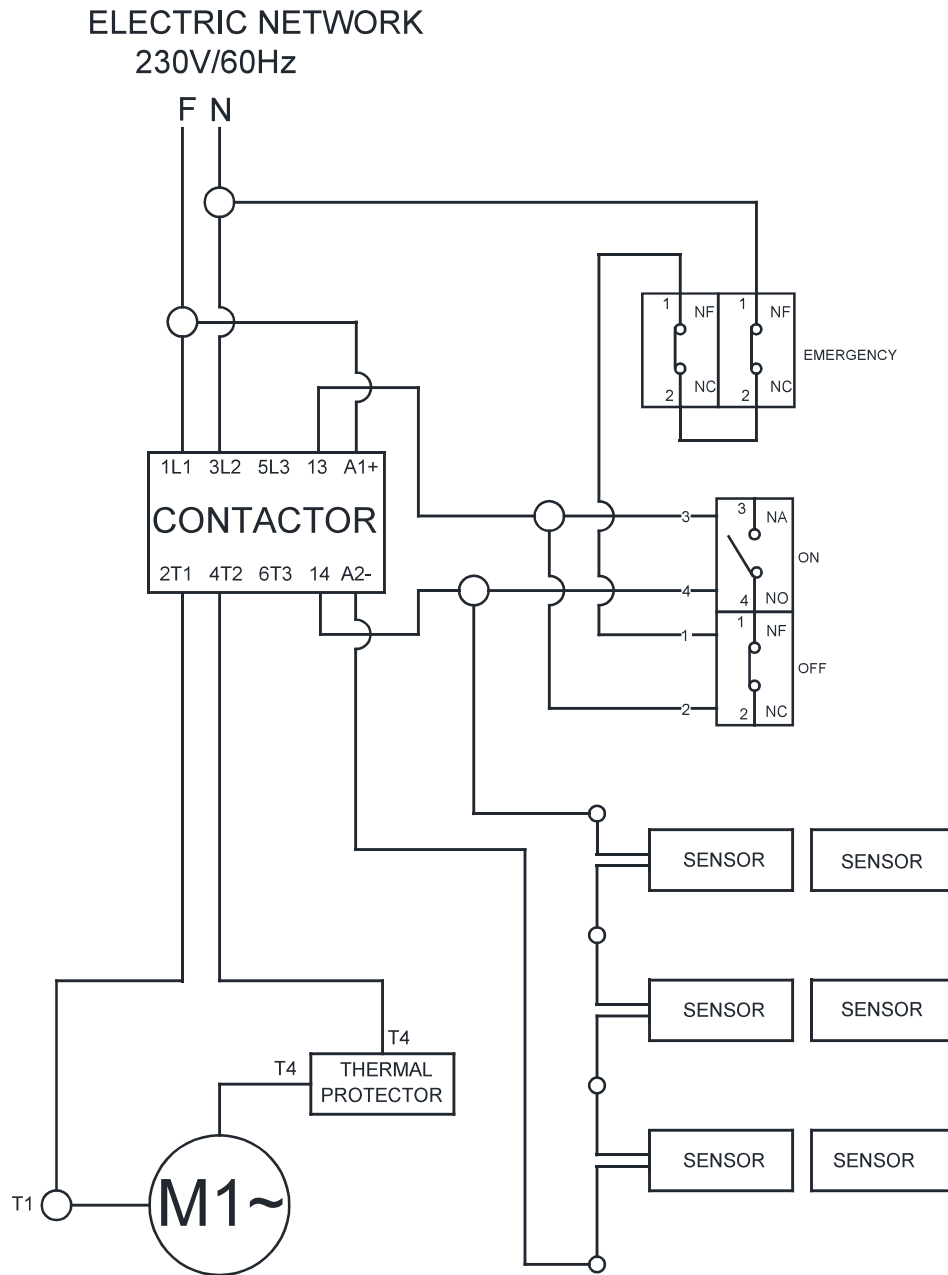 ELECTRIC NETWORK
230V/60Hz
F N
1 NF 1 NF
EMERGENCY
2 NC 2 NC
1L1 3L2 5L3 13 A1+
CONTACTOR
2T1 4T2 6T3 14 A2-
3
3 NA
ON
4
4 NO
1
1 NF
OFF
2
2 NC
SENSOR SENSOR
SENSOR SENSOR
T4
T4
THERMAL
PROTECTOR
SENSOR SENSOR
T1
M1~